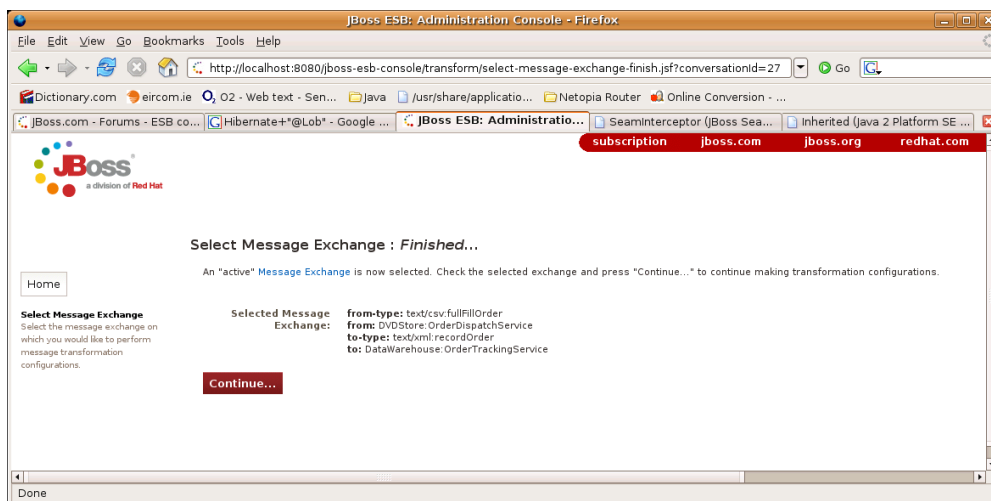 JBoss ESB: Administration Console - Firefox
File Edit View Go Bookmarks Tools Help
http://localhost:8080/jboss-esb-console/transform/select-message-exchange-finish.jsf?conversationId=27 Go G
Dictionary.com eircom.ie O2 O2 - Web text - Sen... Java /usr/share/applicatio... Netopia Router Online Conversion - ...
JBoss.com - Forums - ESB co... G Hibernate+"@Lob" - Google ... JBoss ESB: Administratio... SeamInterceptor (JBoss Sea... Inherited (Java 2 Platform SE ...
subscription jboss.com jboss.org redhat.com
JBoss
a division of Red Hat
Select Message Exchange : Finished...
An "active" Message Exchange is now selected. Check the selected exchange and press "Continue..." to continue making transformation configurations.
Home
Select Message Exchange
Select the message exchange on
which you would like to perform
message transformation
configurations.
Selected Message
Exchange:
from-type: text/csv:fullFillOrder
from: DVDStore:OrderDispatchService
to-type: text/xml:recordOrder
to: DataWarehouse:OrderTrackingService
Continue...
Done